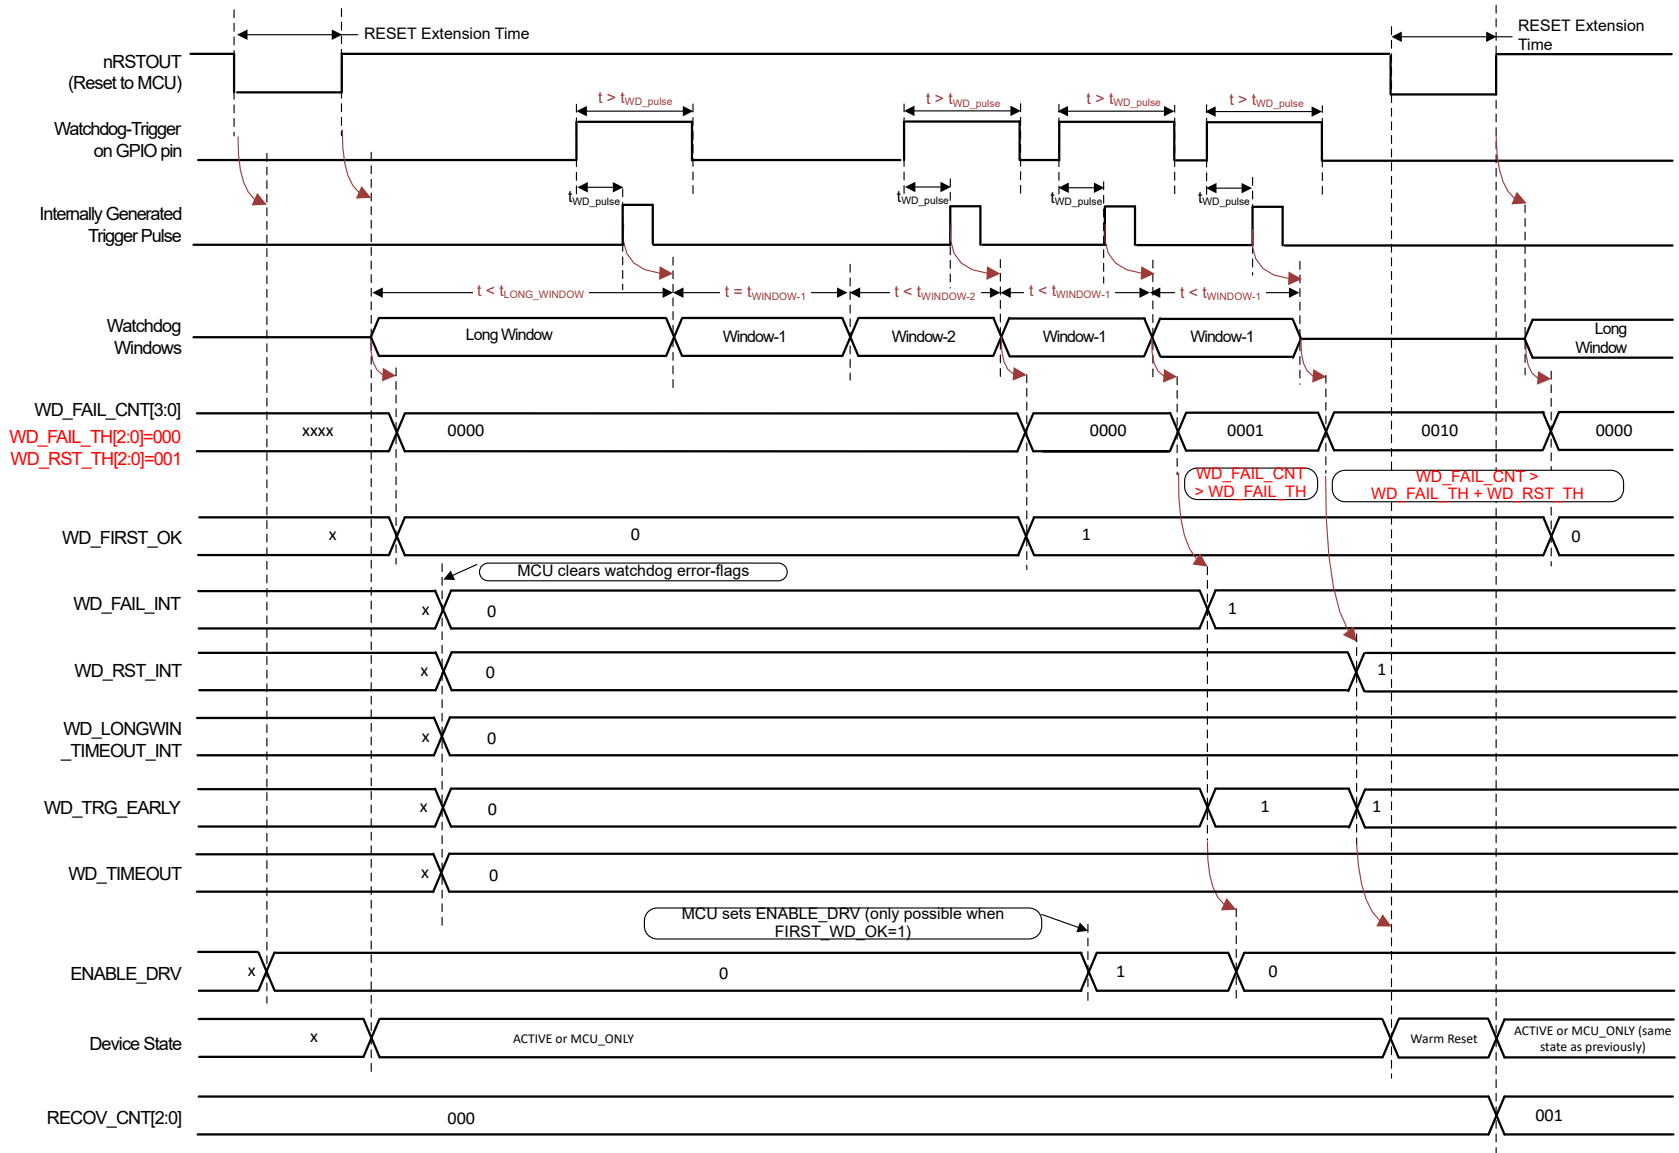 RESET Extension Time
RESET Extension
Time
nRSTOUT
(Reset to MCU)
t > tWD_pulse
t > tWD_pulse
t > tWD_pulse
t > tWD_pulse
Watchdog-Trigger
on GPIO pin
tWD_pulse
tWD_pulse
tWD_pulse
tWD_pulse
Internally Generated
Trigger Pulse
t < tLONG_WINDOW
t = tWINDOW-1
t < tWINDOW-2
t < tWINDOW-1
t < tWINDOW-1
Watchdog
Windows
Long Window
Window-1
Window-2
Window-1
Window-1
Long
Window
WD_FAIL_CNT[3:0]
WD_FAIL_TH[2:0]=000
WD_RST_TH[2:0]=001
xxxx
0000
0000
0001
0010
0000
WD_FAIL_CNT
> WD_FAIL_TH
WD_FAIL_CNT >
WD_FAIL_TH + WD_RST_TH
WD_FIRST_OK
x
0
1
0
MCU clears watchdog error-flags
WD_FAIL_INT
x
0
1
WD_RST_INT
x
0
1
WD_LONGWIN
_TIMEOUT_INT
x
0
WD_TRG_EARLY
x
0
1
1
WD_TIMEOUT
x
0
MCU sets ENABLE_DRV (only possible when
FIRST_WD_OK=1)
ENABLE_DRV
x
0
1
0
Device State
x
ACTIVE or MCU_ONLY
Warm Reset
ACTIVE or MCU_ONLY (same
state as previously)
RECOV_CNT[2:0]
000
001